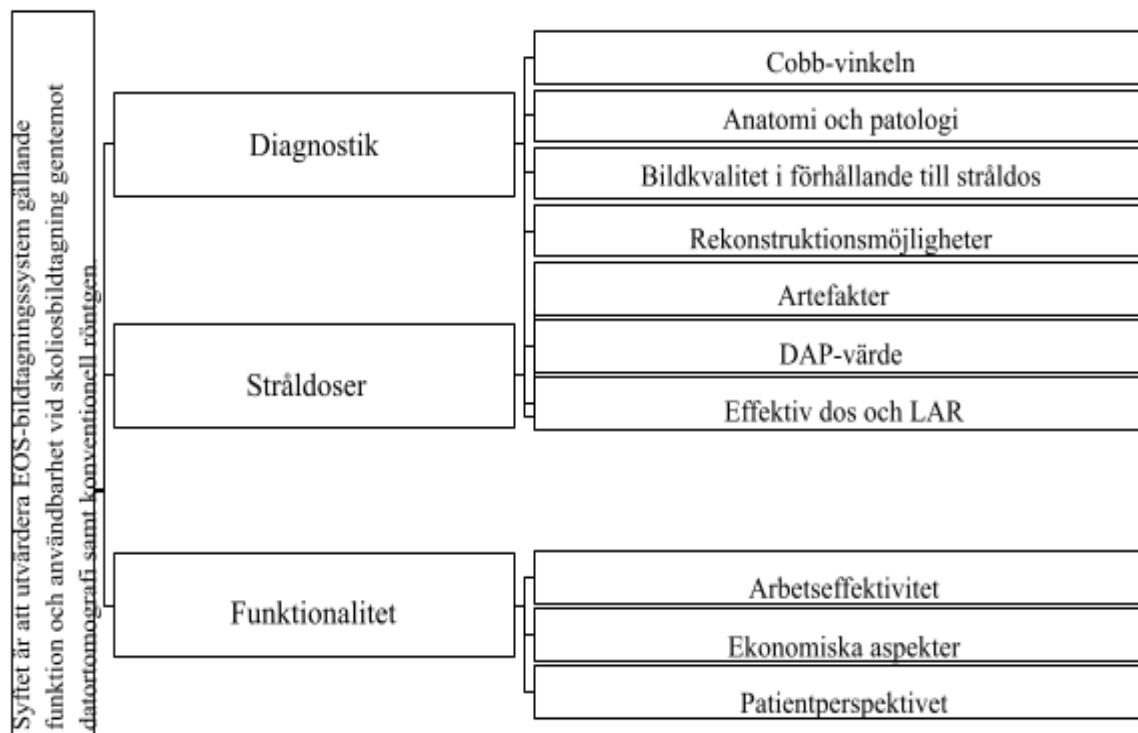 Syftet är att utvärdera EOS-bildtagningssystem gällande
funktion och användbarhet vid skoliosbildtagning gentemot
datortomografi samt konventionell röntgen.
Diagnostik
Cobb-vinkeln
Anatomi och patologi
Bildkvalitet i förhållande till stråldos
Rekonstruktionsmöjligheter
Artefakter
Stråldoser
DAP-värde
Effektiv dos och LAR
Funktionalitet
Arbetseffektivitet
Ekonomiska aspekter
Patientperspektivet